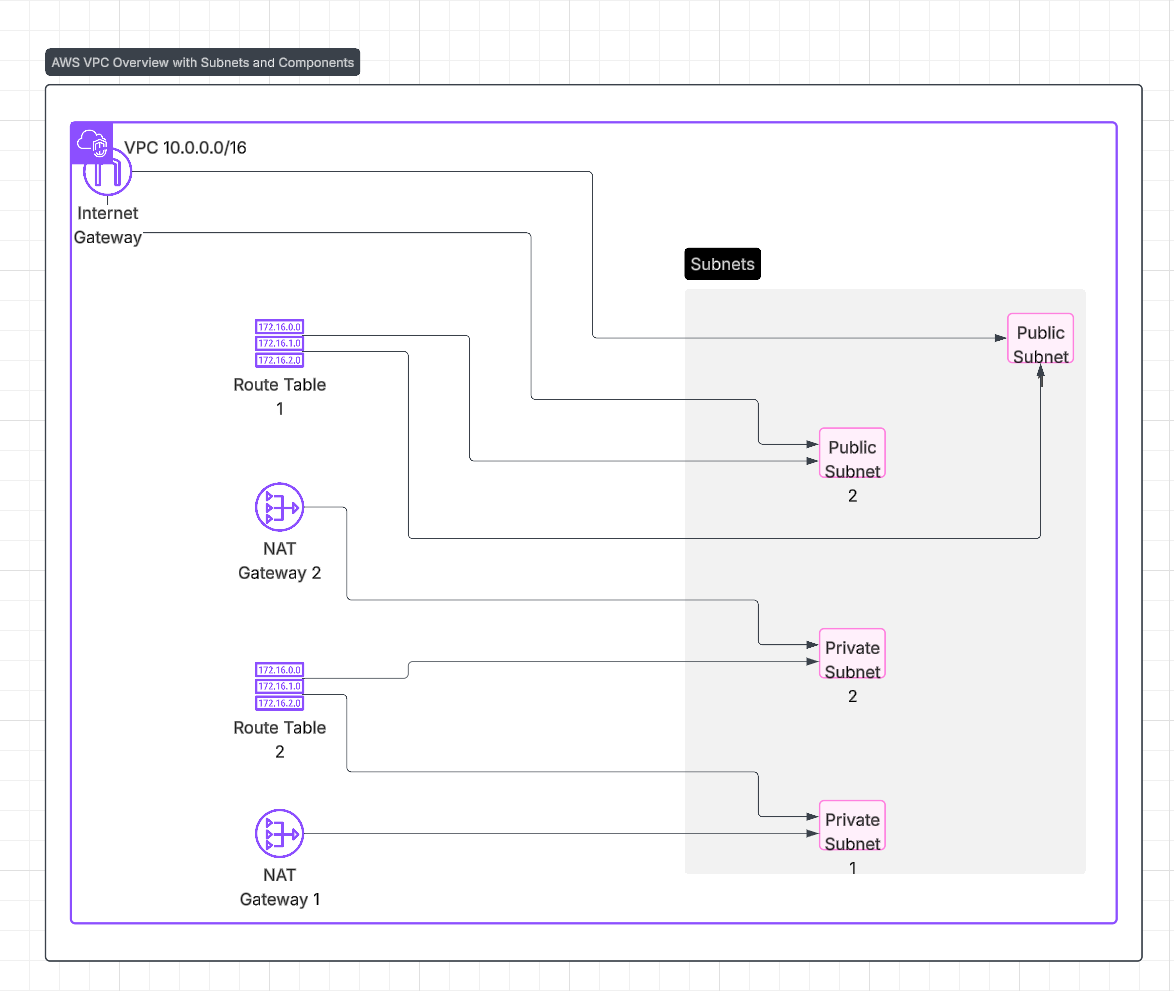 AWS VPC Overview with Subnets and Components
VPC 10.0.0.0/16
Internet
Gateway
Subnets
Public
Subnet
172.16.0.0
172.16.1.0
172.16.2.0
Route Table
1
Public
Subnet
2
NAT
Gateway 2
Private
Subnet
2
172.16.0.0
172.16.1.0
172.16.2.0
Route Table
2
Private
Subnet
1
NAT
Gateway 1